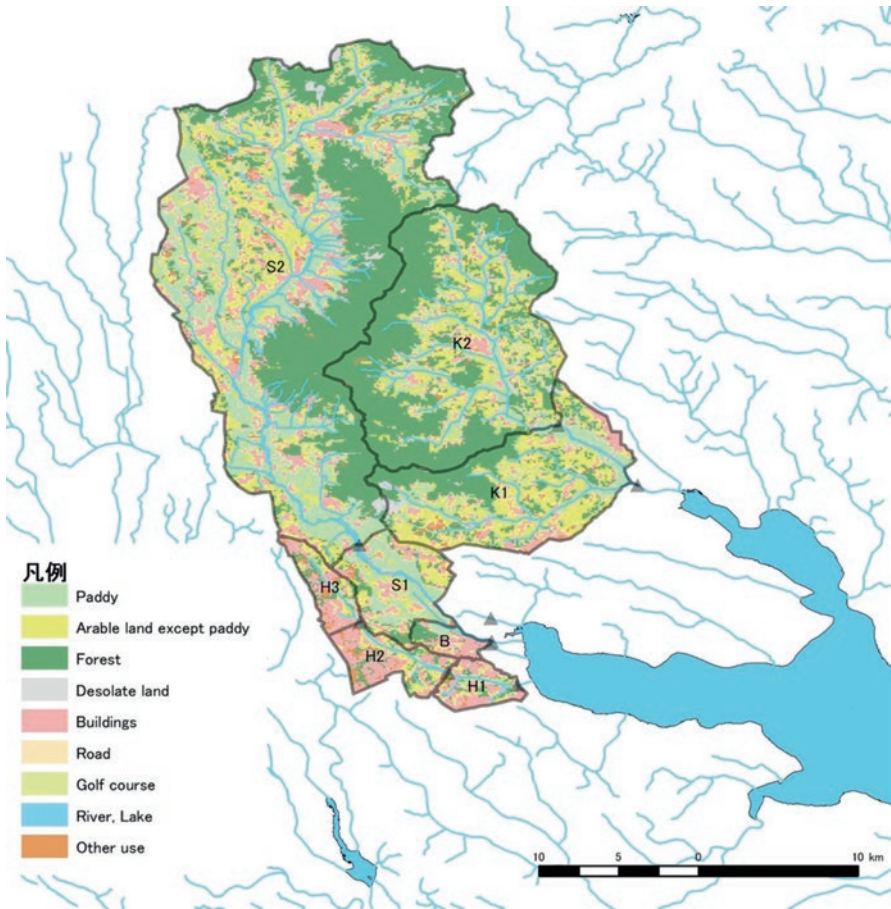 S2
K2
K1
H3
S1
B
H2
H1
凡例
Paddy
Arable land except paddy
Forest
Desolate land
Buildings
Road
Golf course
River, Lake
Other use
10 5 0 10 km